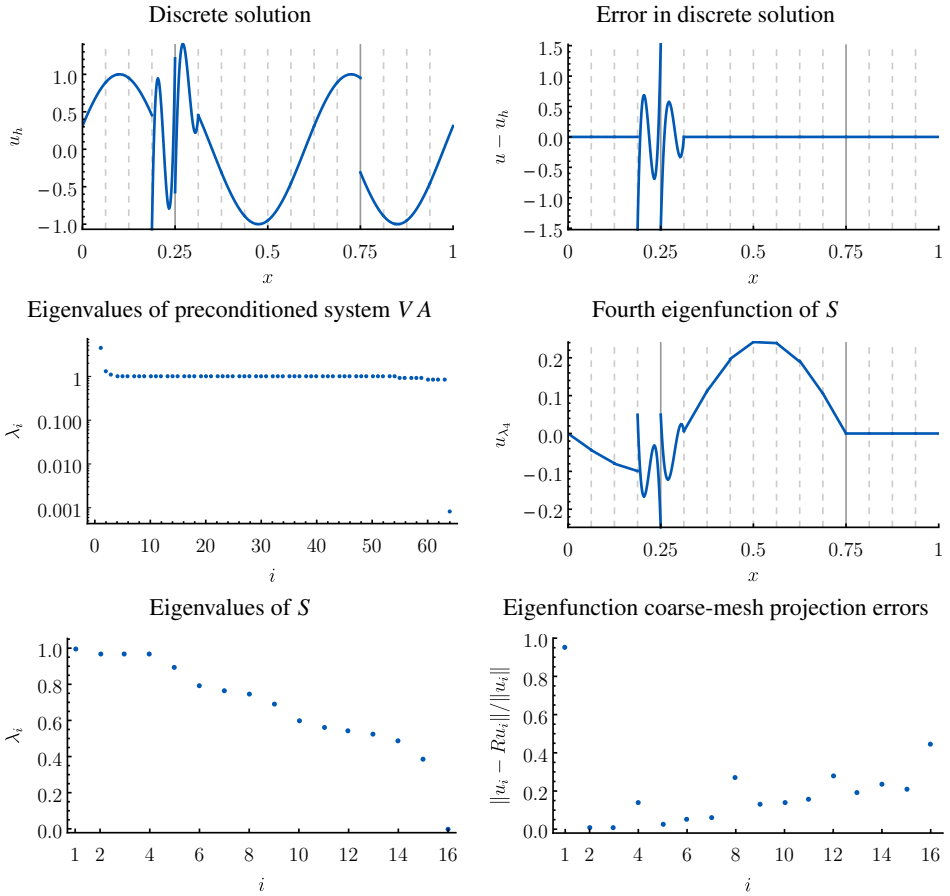 Discrete solution
1.0
0.5
0.0
−0.5
−1.0
u_h
0 0.25 0.5 0.75 1
x
Error in discrete solution
1.5
1.0
0.5
0.0
−0.5
−1.0
−1.5
u − u_h
0 0.25 0.5 0.75 1
x
Eigenvalues of preconditioned system V A
1
0.100
0.010
0.001
λ_i
0 10 20 30 40 50 60
i
Fourth eigenfunction of S
0.2
0.1
0.0
−0.1
−0.2
u_{λ_4}
0 0.25 0.5 0.75 1
x
Eigenvalues of S
1.0
0.8
0.6
0.4
0.2
0.0
λ_i
1 2 4 6 8 10 12 14 16
i
Eigenfunction coarse-mesh projection errors
1.0
0.8
0.6
0.4
0.2
0.0
‖u_i − Ru_i‖/‖u_i‖
1 2 4 6 8 10 12 14 16
i